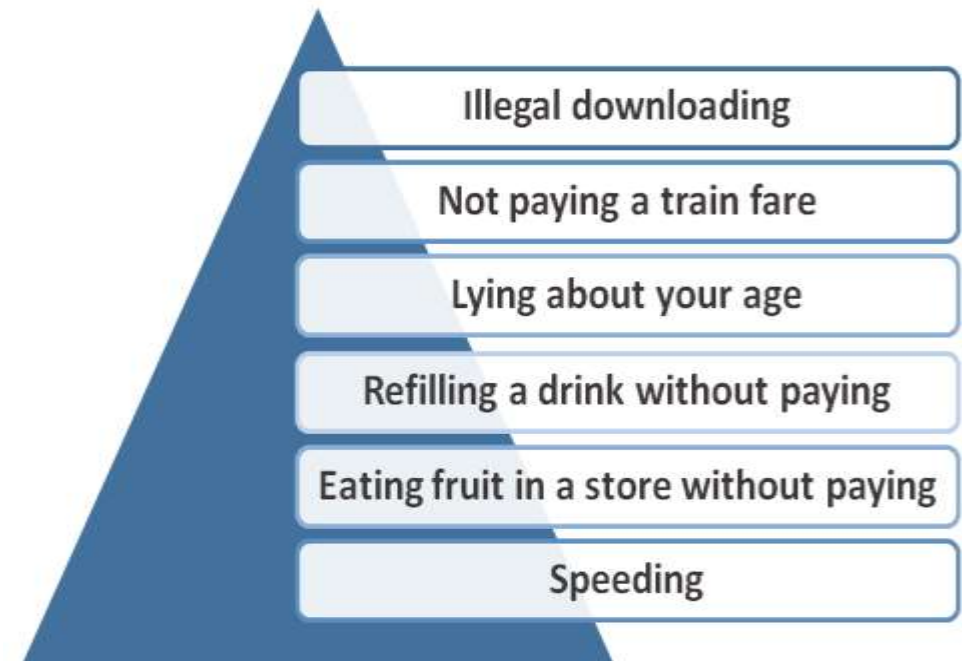 Illegal downloading
Not paying a train fare
Lying about your age
Refilling a drink without paying
Eating fruit in a store without paying
Speeding